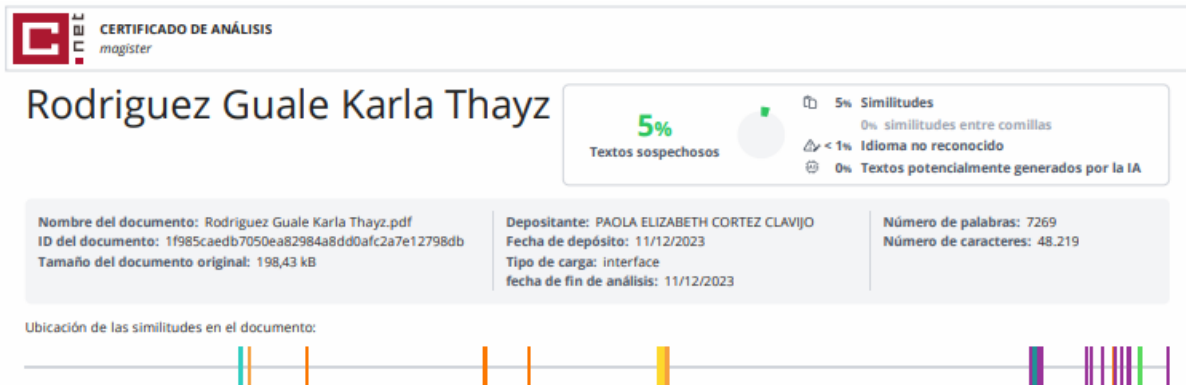 C.net
CERTIFICADO DE ANÁLISIS
magister
Rodriguez Guale Karla Thayz
5%
Textos sospechosos
5% Similitudes
0% similitudes entre comillas
< 1% Idioma no reconocido
0% Textos potencialmente generados por la IA
Nombre del documento: Rodriguez Guale Karla Thayz.pdf
ID del documento: 1f985caedb7050ea82984a8dd0afc2a7e12798db
Tamaño del documento original: 198,43 kB
Depositante: PAOLA ELIZABETH CORTEZ CLAVIJO
Fecha de depósito: 11/12/2023
Tipo de carga: interface
fecha de fin de análisis: 11/12/2023
Número de palabras: 7269
Número de caracteres: 48.219
Ubicación de las similitudes en el documento: